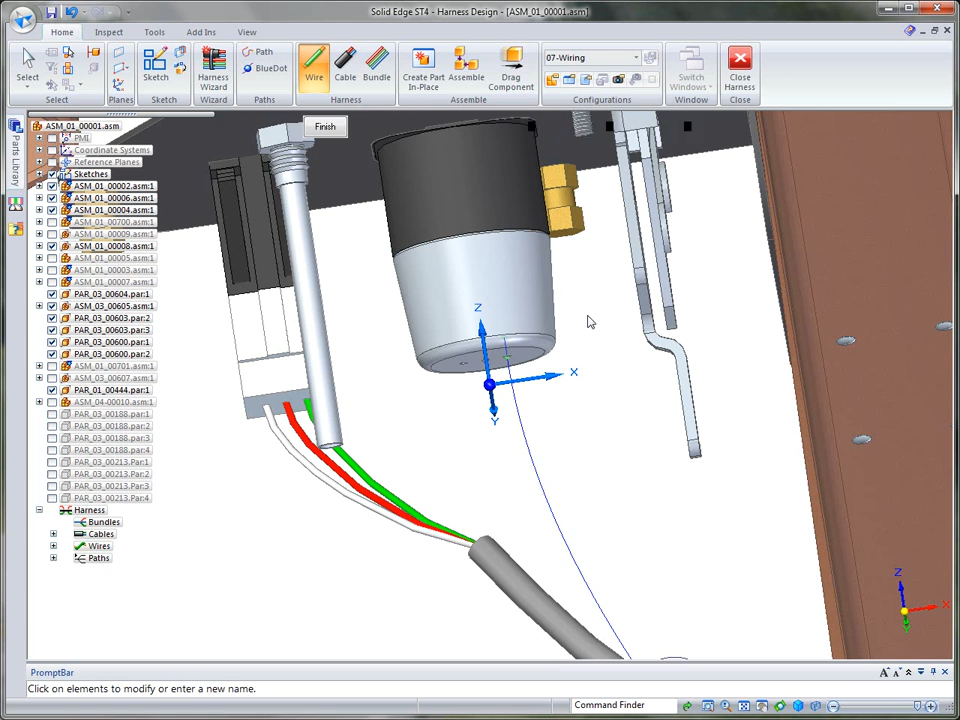 Solid Edge ST4 - Harness Design - [ASM_01_00001.asm]
Home Inspect Tools Add Ins View
Select
Select
Planes
Sketch
Sketch
Harness Wizard
Wizard
Path
BlueDot
Paths
Wire
Cable
Bundle
Harness
Create Part In-Place
Assemble
Drag Component
Assemble
07-Wiring
Configurations
Switch Windows
Window
Close Harness
Close
Finish
Parts Library
ASM_01_00001.asm
PMI
Coordinate Systems
Reference Planes
Sketches
ASM_01_00002.asm:1
ASM_01_00006.asm:1
ASM_01_00004.asm:1
ASM_01_00700.asm:1
ASM_01_00009.asm:1
ASM_01_00008.asm:1
ASM_01_00005.asm:1
ASM_01_00003.asm:1
ASM_01_00007.asm:1
PAR_03_00604.par:1
ASM_03_00605.asm:1
PAR_03_00603.par:2
PAR_03_00603.par:3
PAR_03_00600.par:1
PAR_03_00600.par:2
ASM_01_00701.asm:1
ASM_03_00607.asm:1
PAR_01_00444.par:1
ASM_04-00010.asm:1
PAR_03_00188.par:1
PAR_03_00188.par:2
PAR_03_00188.par:3
PAR_03_00188.par:4
PAR_03_00213.Par:1
PAR_03_00213.Par:2
PAR_03_00213.Par:3
PAR_03_00213.Par:4
Harness
Bundles
Cables
Wires
Paths
Z
X
Y
Z
X
Y
PromptBar
Click on elements to modify or enter a new name.
Command Finder